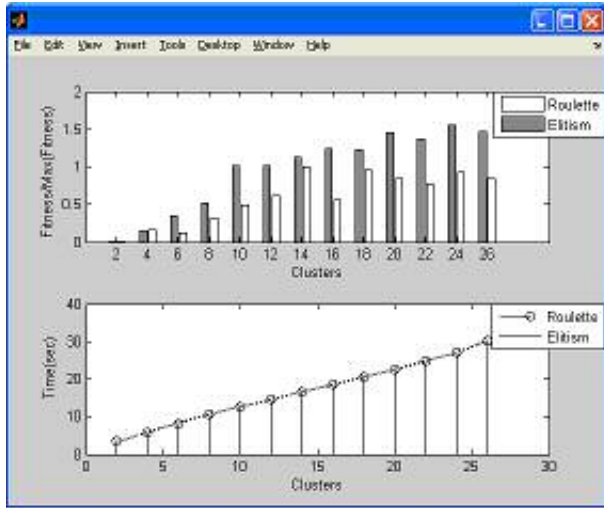 File Edit View Insert Tools Desktop Window Help
2
1.5
1
0.5
0
Fitness/Max(Fitness)
Roulette
Elitism
2 4 6 8 10 12 14 16 18 20 22 24 26
Clusters
40
30
20
10
0
Time(sec)
Roulette
Elitism
0 5 10 15 20 25 30
Clusters